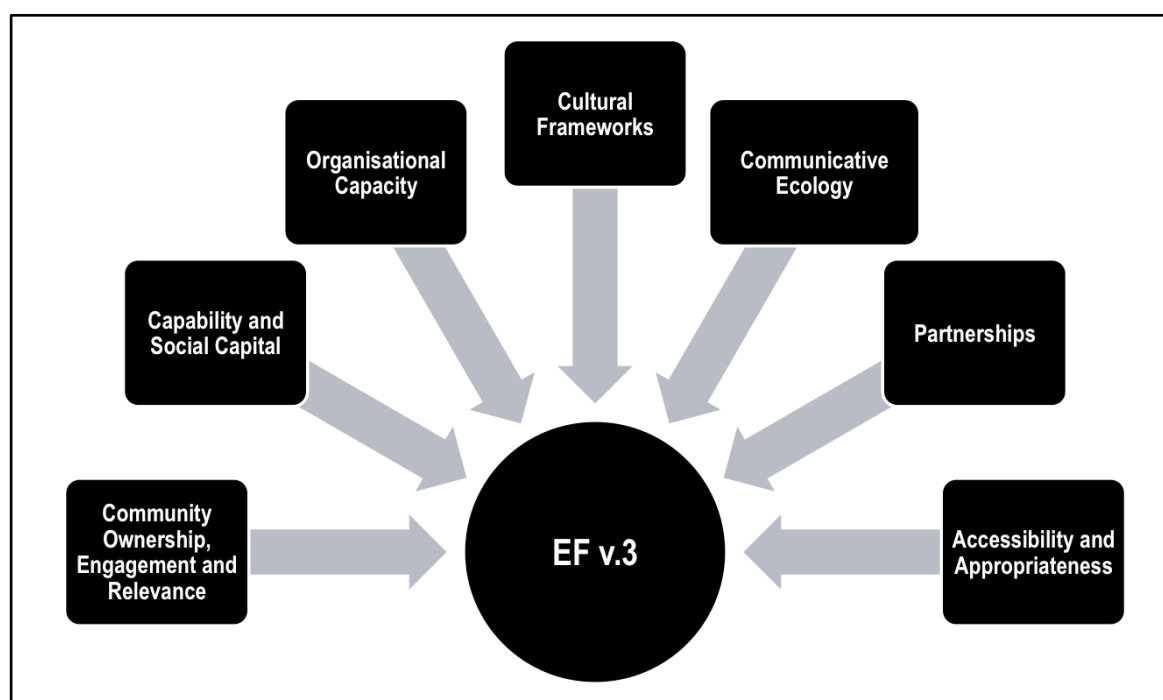 Cultural
Frameworks
Organisational
Capacity
Communicative
Ecology
Capability and
Social Capital
Partnerships
Community
Ownership,
Engagement and
Relevance
EF v.3
Accessibility and
Appropriateness